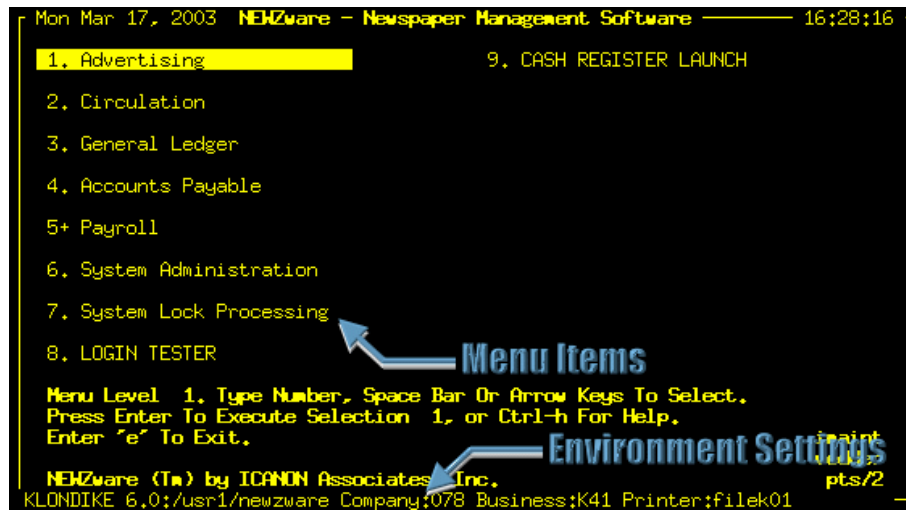 Mon Mar 17, 2003 NEWZware - Newspaper Management Software 16:28:16
1. Advertising
9. CASH REGISTER LAUNCH
2. Circulation
3. General Ledger
4. Accounts Payable
5+ Payroll
6. System Administration
7. System Lock Processing
8. LOGIN TESTER
Menu Items
Menu Level 1. Type Number, Space Bar Or Arrow Keys To Select.
Press Enter To Execute Selection 1, or Ctrl-h For Help.
Enter 'e' To Exit.
Environment Settings
NEWZware (Tm) by ICANON Associates, Inc. pts/2
KLONDIKE 6.0:/usr1/newzware Company:078 Business:K41 Printer:filek01